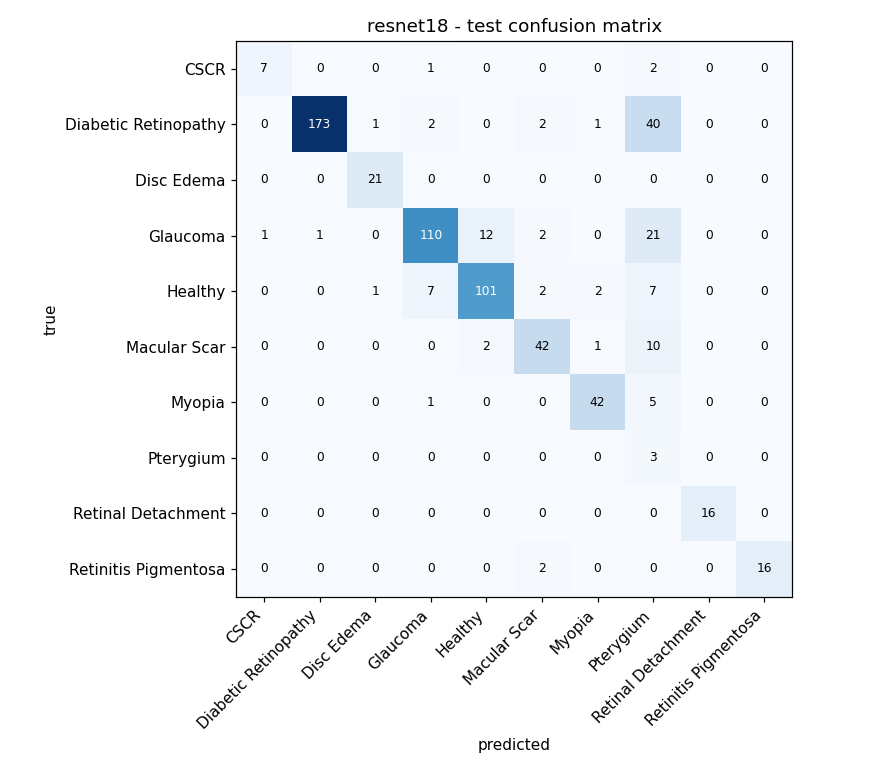 resnet18 - test confusion matrix
CSCR 7 0 0 1 0 0 0 2 0 0
Diabetic Retinopathy 0 173 1 2 0 2 1 40 0 0
Disc Edema 0 0 21 0 0 0 0 0 0 0
Glaucoma 1 1 0 110 12 2 0 21 0 0
Healthy 0 0 1 7 101 2 2 7 0 0
Macular Scar 0 0 0 0 2 42 1 10 0 0
Myopia 0 0 0 1 0 0 42 5 0 0
Pterygium 0 0 0 0 0 0 0 3 0 0
Retinal Detachment 0 0 0 0 0 0 0 0 16 0
Retinitis Pigmentosa 0 0 0 0 0 2 0 0 0 16
true
CSCR
Diabetic Retinopathy
Disc Edema
Glaucoma
Healthy
Macular Scar
Myopia
Pterygium
Retinal Detachment
Retinitis Pigmentosa
predicted